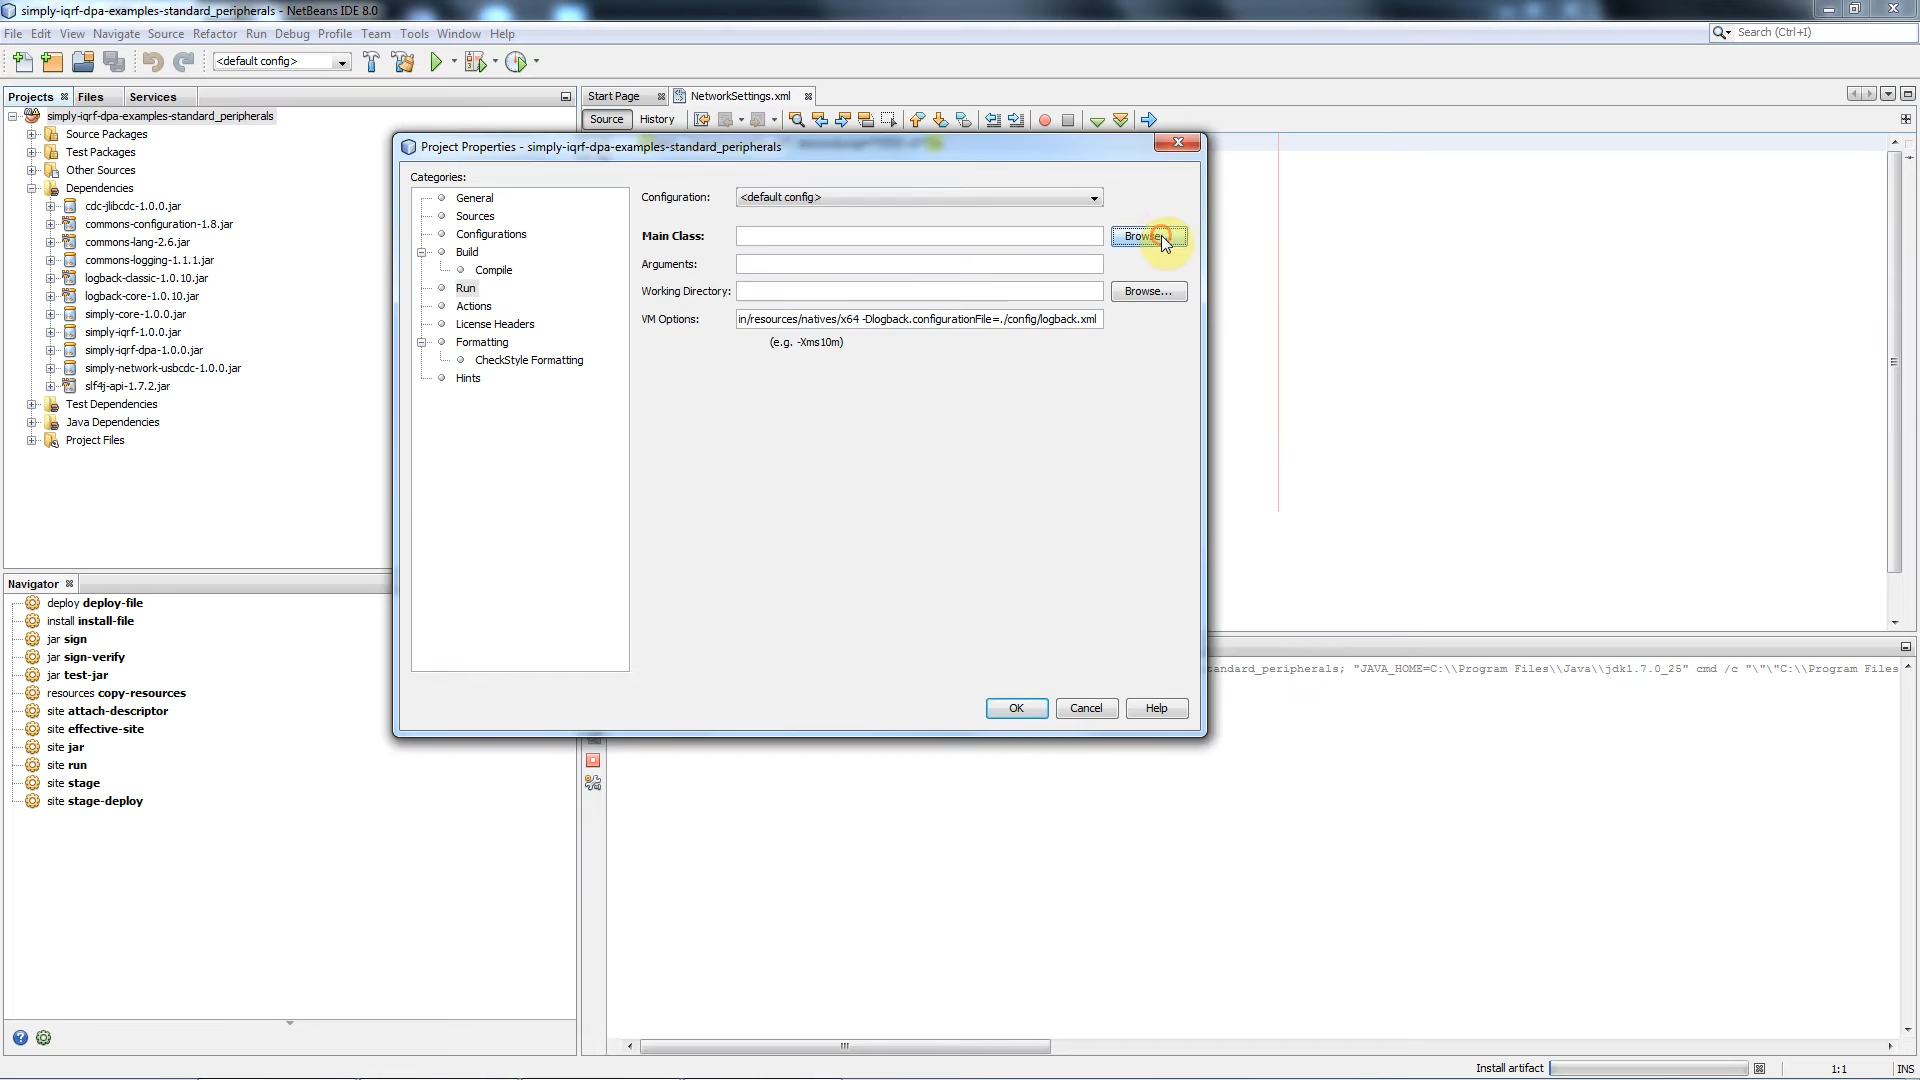 simply-iqrf-dpa-examples-standard_peripherals - NetBeans IDE 8.0
File Edit View Navigate Source Refactor Run Debug Profile Team Tools Window Help
Search (Ctrl+I)
<default config>
Projects Files Services
Start Page NetworkSettings.xml
simply-iqrf-dpa-examples-standard_peripherals
Source History
Source Packages
Test Packages
Other Sources
Dependencies
cdc-jlibcdc-1.0.0.jar
commons-configuration-1.8.jar
commons-lang-2.6.jar
commons-logging-1.1.1.jar
logback-classic-1.0.10.jar
logback-core-1.0.10.jar
simply-core-1.0.0.jar
simply-iqrf-1.0.0.jar
simply-iqrf-dpa-1.0.0.jar
simply-network-usbcdc-1.0.0.jar
slf4j-api-1.7.2.jar
Test Dependencies
Java Dependencies
Project Files
Project Properties - simply-iqrf-dpa-examples-standard_peripherals
Categories:
General
Sources
Configurations
Build
Compile
Run
Actions
License Headers
Formatting
CheckStyle Formatting
Hints
Configuration: <default config>
Main Class: Browse...
Arguments:
Working Directory: Browse...
VM Options: in/resources/natives/x64 -Dlogback.configurationFile=./config/logback.xml
(e.g. -Xms10m)
OK Cancel Help
Navigator
deploy deploy-file
install install-file
jar sign
jar sign-verify
jar test-jar
resources copy-resources
site attach-descriptor
site effective-site
site jar
site run
site stage
site stage-deploy
tandard_peripherals; "JAVA_HOME=C:\\Program Files\\Java\\jdk1.7.0_25" cmd /c "\"\"C:\\Program Files
Install artifact
1:1 INS